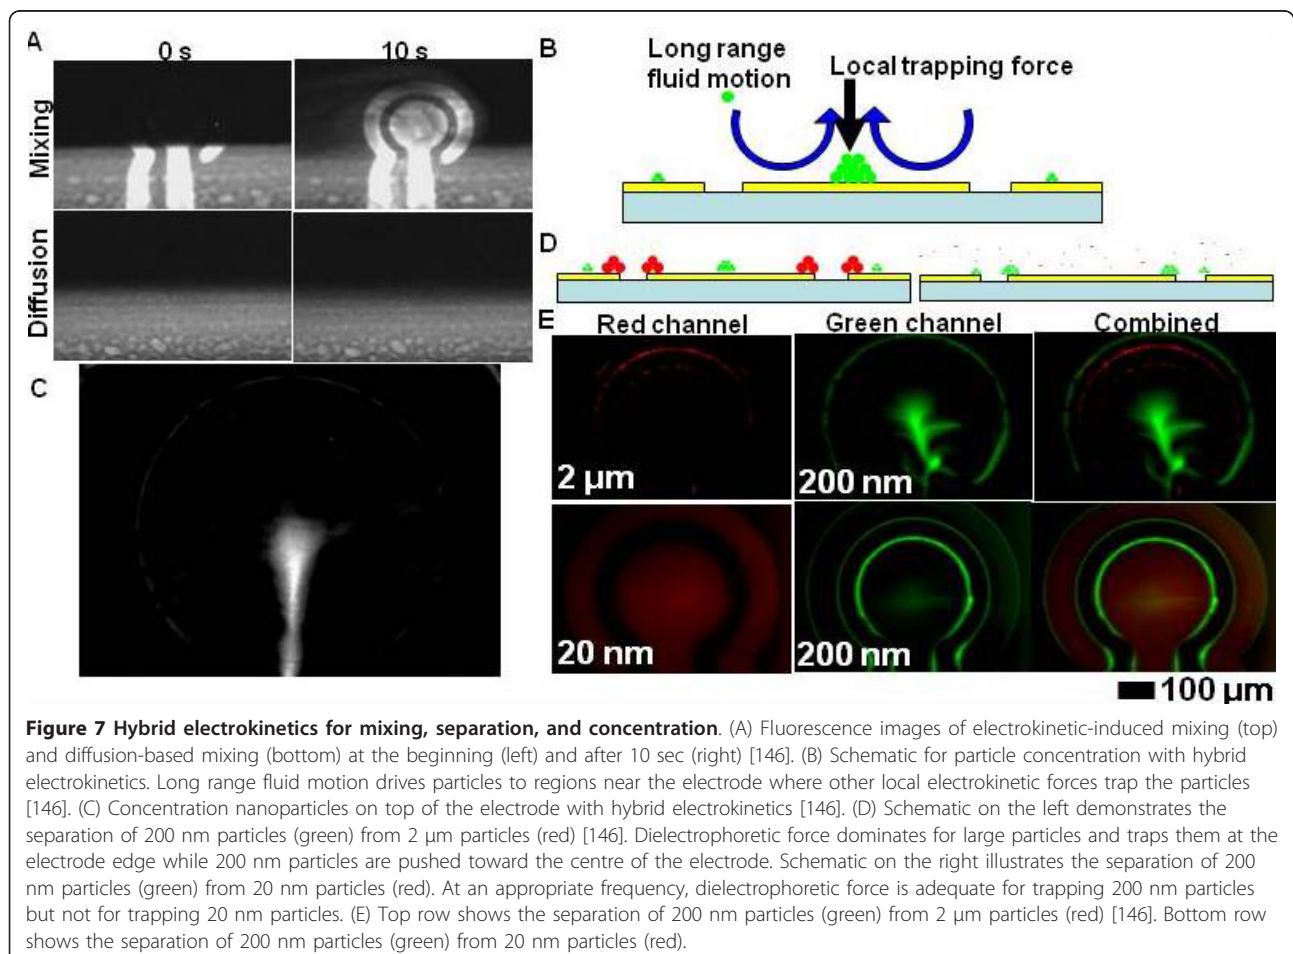 A
0 s
10 s
Mixing
Diffusion
B
Long range
fluid motion
Local trapping force
C
D
E
Red channel
Green channel
Combined
2 µm
200 nm
20 nm
200 nm
100 µm
Figure 7 Hybrid electrokinetics for mixing, separation, and concentration. (A) Fluorescence images of electrokinetic-induced mixing (top)
and diffusion-based mixing (bottom) at the beginning (left) and after 10 sec (right) [146]. (B) Schematic for particle concentration with hybrid
electrokinetics. Long range fluid motion drives particles to regions near the electrode where other local electrokinetic forces trap the particles
[146]. (C) Concentration nanoparticles on top of the electrode with hybrid electrokinetics [146]. (D) Schematic on the left demonstrates the
separation of 200 nm particles (green) from 2 µm particles (red) [146]. Dielectrophoretic force dominates for large particles and traps them at the
electrode edge while 200 nm particles are pushed toward the centre of the electrode. Schematic on the right illustrates the separation of 200
nm particles (green) from 20 nm particles (red). At an appropriate frequency, dielectrophoretic force is adequate for trapping 200 nm particles
but not for trapping 20 nm particles. (E) Top row shows the separation of 200 nm particles (green) from 2 µm particles (red) [146]. Bottom row
shows the separation of 200 nm particles (green) from 20 nm particles (red).